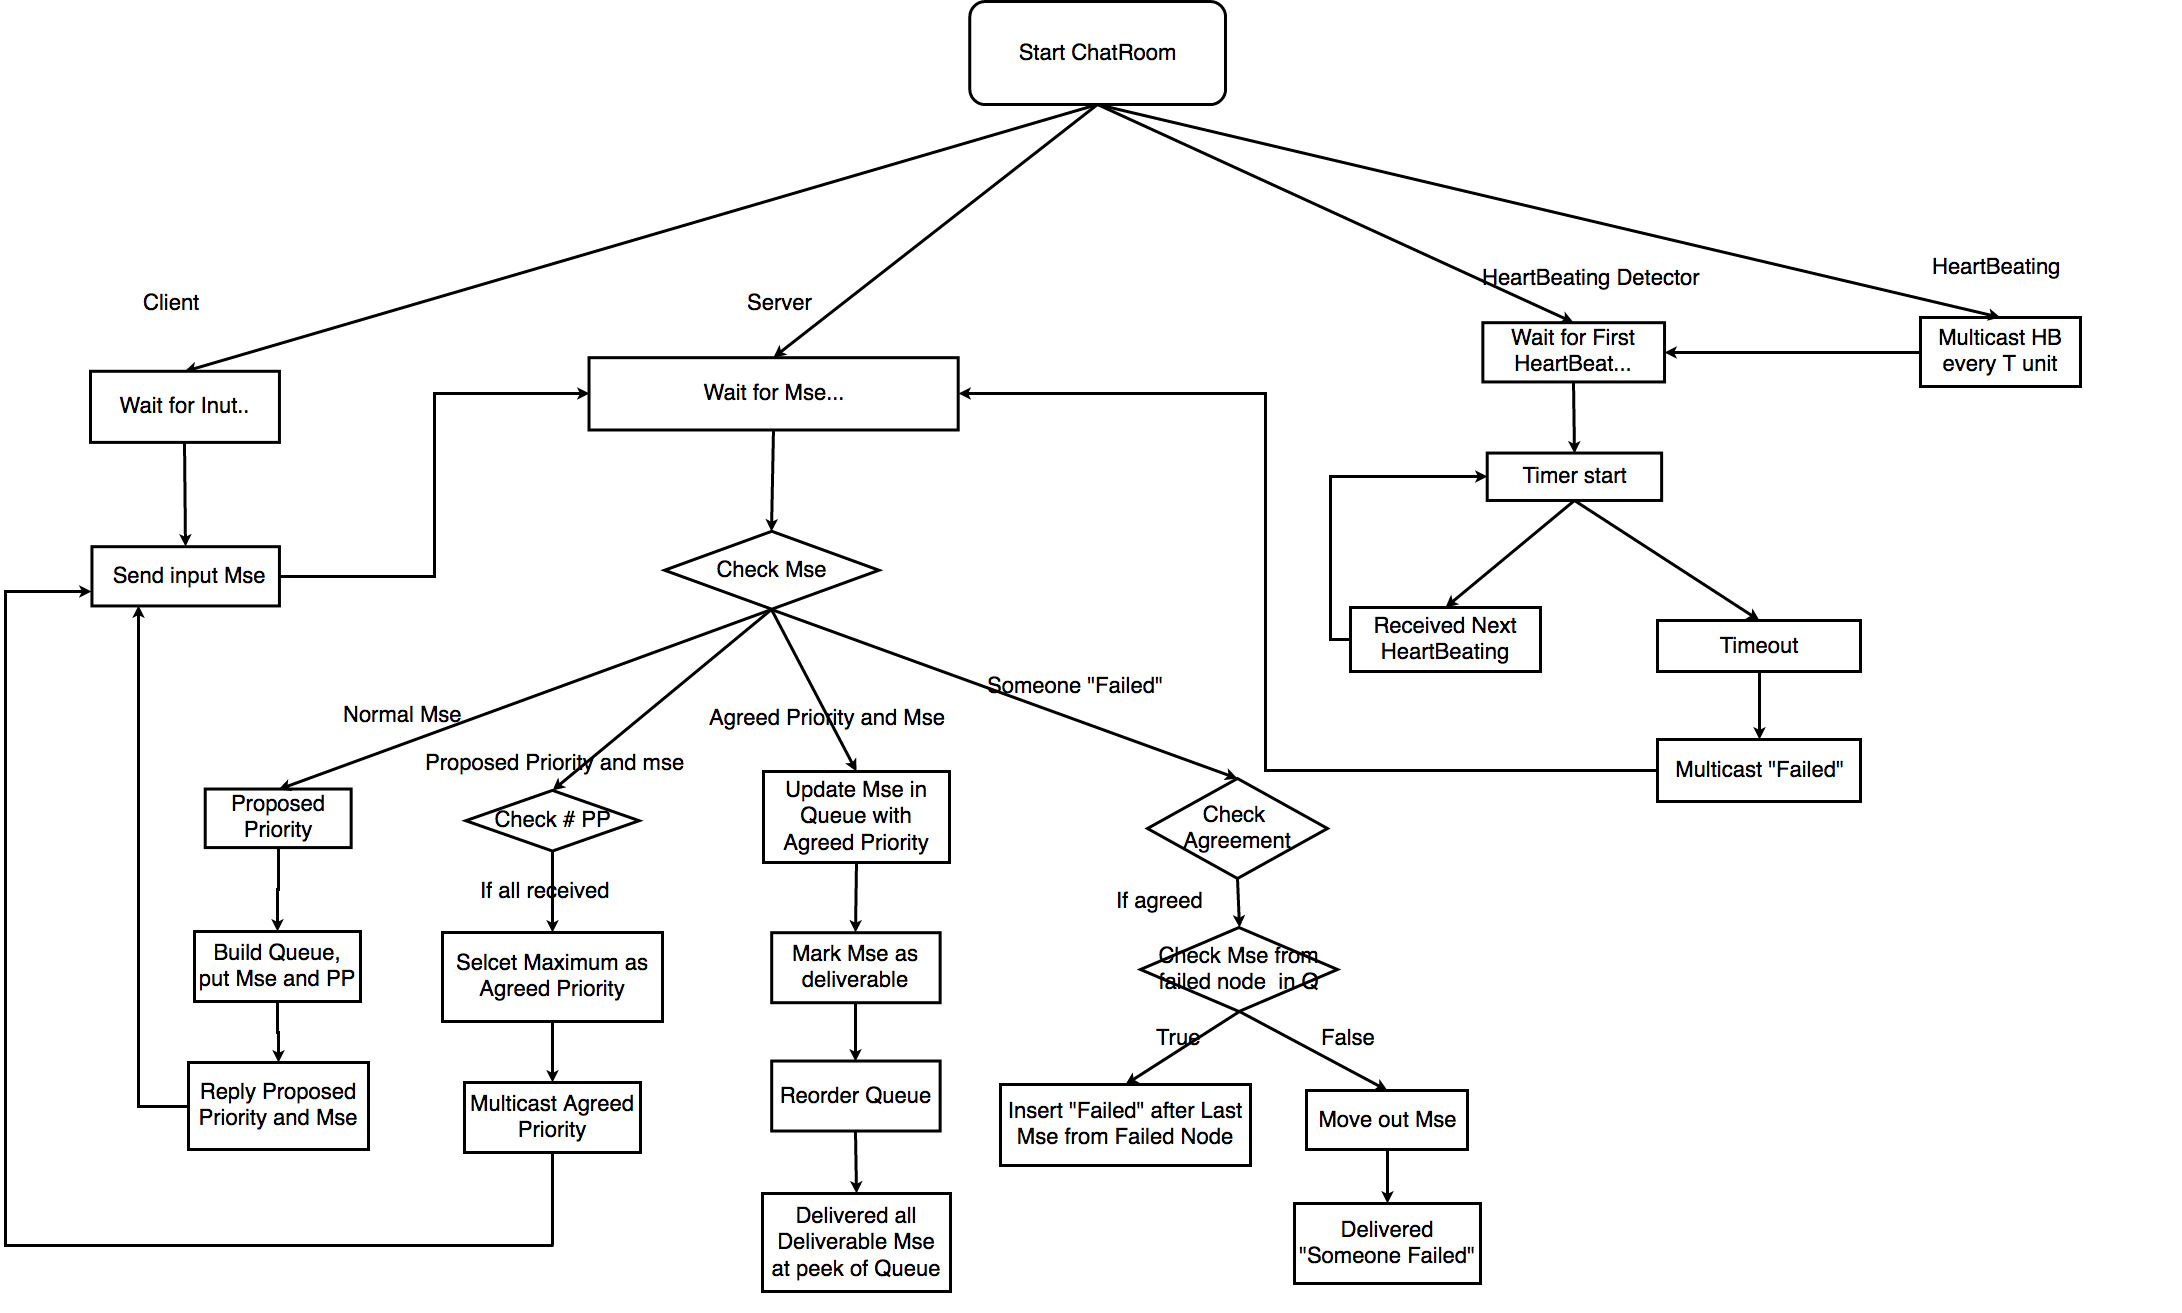 Start ChatRoom
HeartBeating
HeartBeating Detector
Client
Server
Wait for First
HeartBeat...
Multicast HB
every T unit
Wait for Inut..
Wait for Mse...
Timer start
Send input Mse
Check Mse
Received Next
HeartBeating
Timeout
Someone "Failed"
Normal Mse
Agreed Priority and Mse
Proposed Priority and mse
Multicast "Failed"
Proposed
Priority
Check # PP
Update Mse in
Queue with
Agreed Priority
Check
Agreement
If all received
If agreed
Build Queue,
put Mse and PP
Selcet Maximum as
Agreed Priority
Mark Mse as
deliverable
Check Mse from
failed node  in Q
True
False
Reply Proposed
Priority and Mse
Multicast Agreed
Priority
Reorder Queue
Insert "Failed" after Last
Mse from Failed Node
Move out Mse
Delivered all
Deliverable Mse
at peek of Queue
Delivered
"Someone Failed"